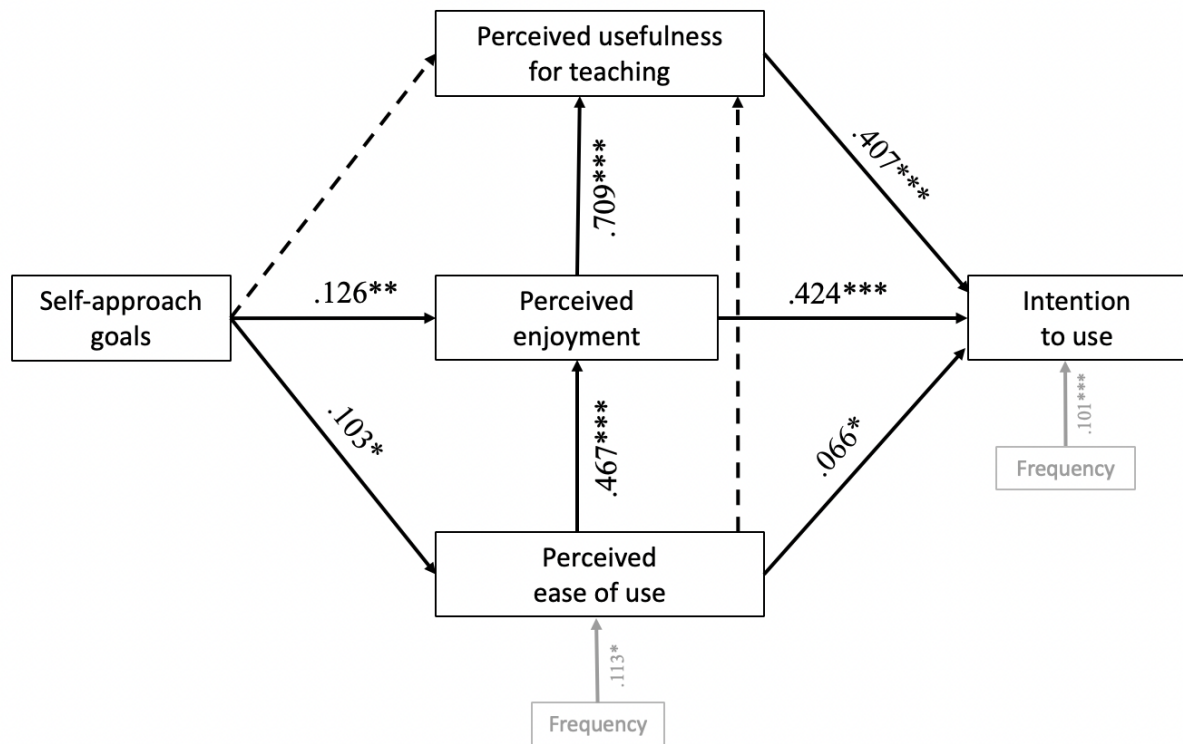 Perceived usefulness
for teaching
.407***
.709***
Self-approach
goals
.126**
Perceived
enjoyment
.424***
Intention
to use
.101***
Frequency
.103*
.467***
.066*
Perceived
ease of use
.113*
Frequency